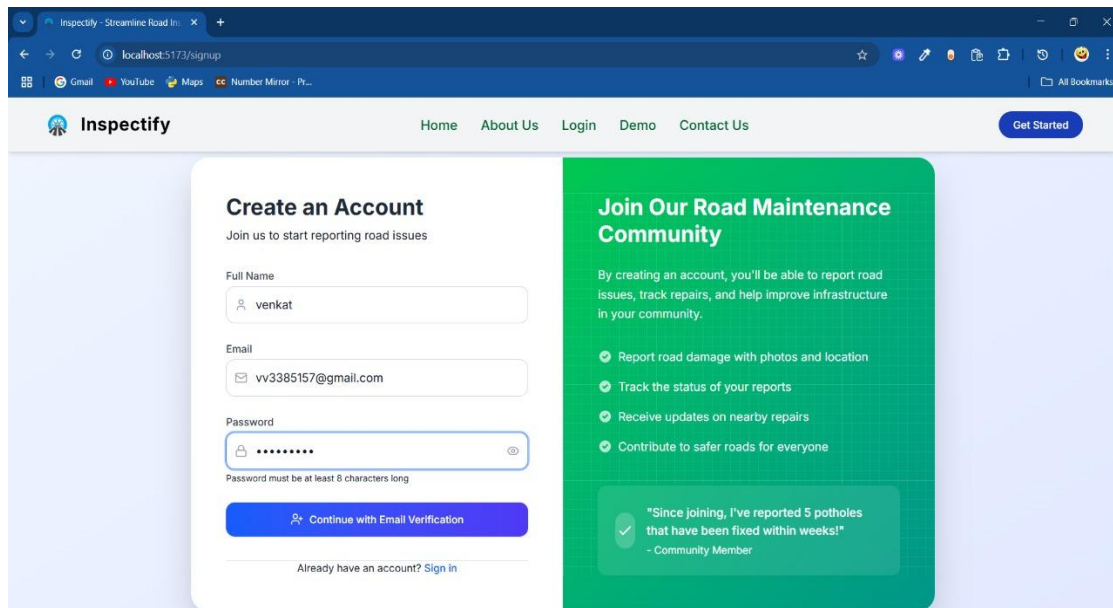 Inspectify - Streamline Road In
localhost:5173/signup
Gmail YouTube Maps CC Number Mirror - Pr...
All Bookmarks
Inspectify
Home About Us Login Demo Contact Us
Get Started
Create an Account
Join us to start reporting road issues
Full Name
venkat
Email
vv3385157@gmail.com
Password
•••••••••
Password must be at least 8 characters long
Continue with Email Verification
Already have an account? Sign in
Join Our Road Maintenance
Community
By creating an account, you'll be able to report road
issues, track repairs, and help improve infrastructure
in your community.
Report road damage with photos and location
Track the status of your reports
Receive updates on nearby repairs
Contribute to safer roads for everyone
"Since joining, I've reported 5 potholes
that have been fixed within weeks!"
- Community Member